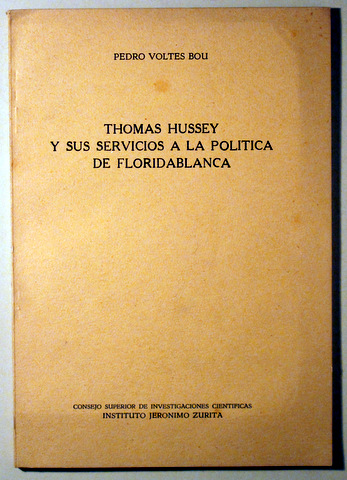 PEDRO VOLTES BOU
THOMAS HUSSEY
Y SUS SERVICIOS A LA POLITICA
DE FLORIDABLANCA
CONSEJO SUPERIOR DE INVESTIGACIONES CIENTIFICAS
INSTITUTO JERONIMO ZURITA